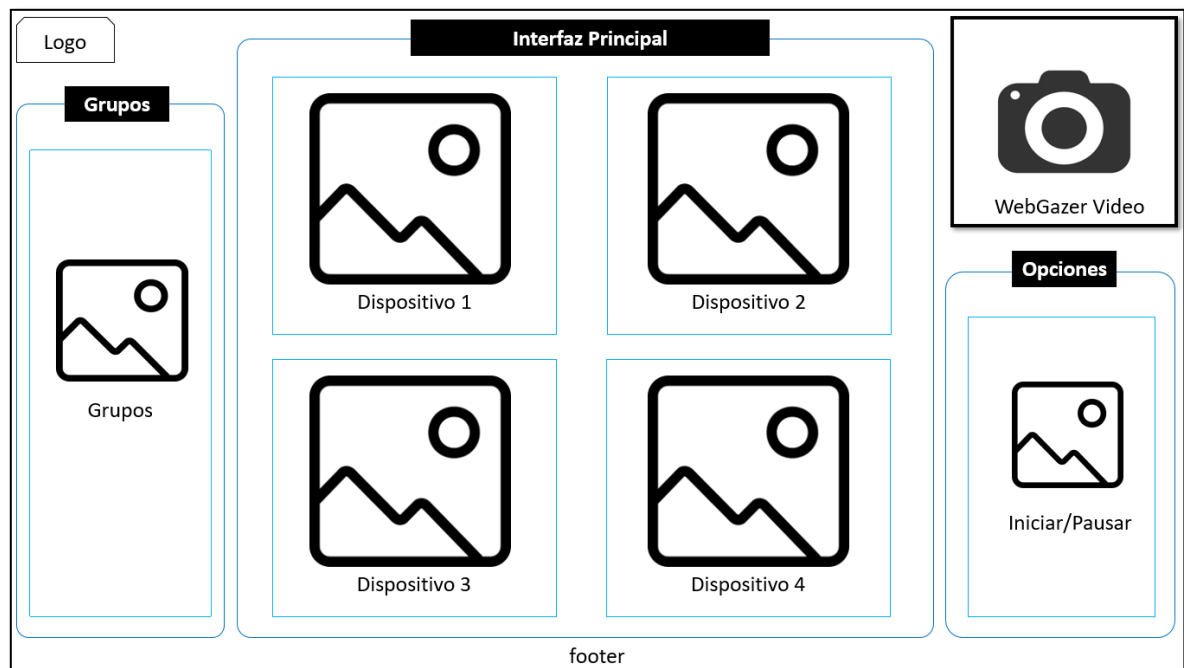 Logo
Interfaz Principal
Grupos
Grupos
Dispositivo 1
Dispositivo 2
Dispositivo 3
Dispositivo 4
WebGazer Video
Opciones
Iniciar/Pausar
footer